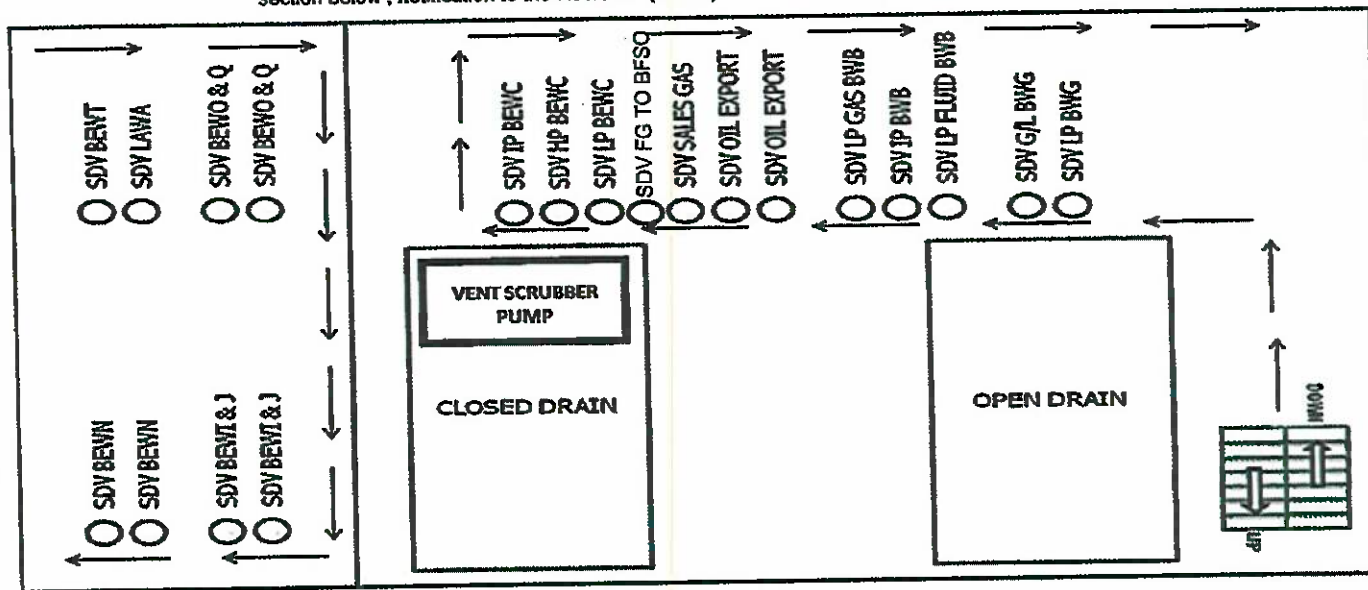 SDV BEWT
SDV LAWA
SDV BEWO & Q
SDV BEWO & Q
SDV IP BEWC
SDV HP BEWC
SDV LP BEWC
SDV FG TO BFSQ
SDV SALES GAS
SDV OIL EXPORT
SDV OIL EXPORT
SDV LP GAS BWB
SDV IP BWB
SDV LP FLUID BWB
SDV G/L BWG
SDV LP BWG
VENT SCRUBBER
PUMP
CLOSED DRAIN
OPEN DRAIN
SDV BEWN
SDV BEWN
SDV BEWI & J
SDV BEWI & J
DOWN
UP